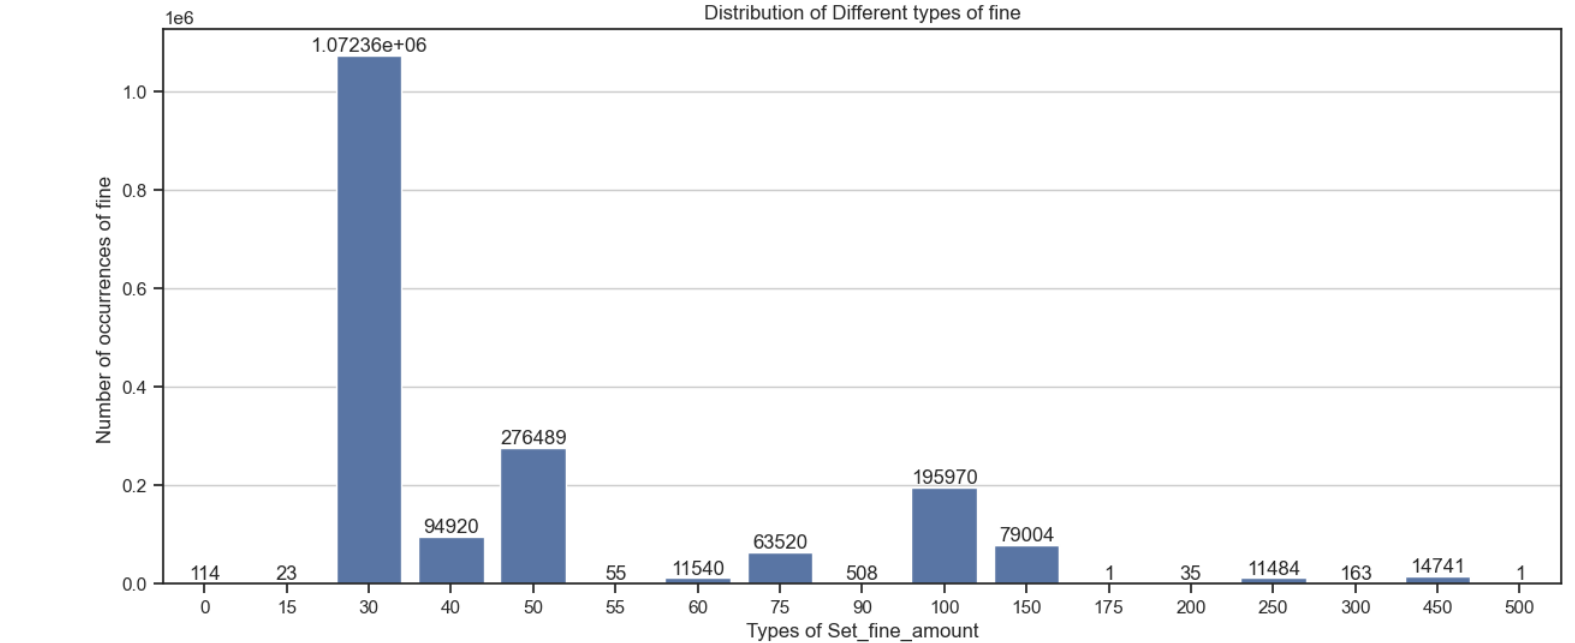 Distribution of Different types of fine
1e6
1.07236e+06
1.0
0.8
0.6
0.4
276489
0.2
195970
94920
79004
63520
114 23 55 11540 508 1 35 11484 163 14741 1
0.0
0 15 30 40 50 55 60 75 90 100 150 175 200 250 300 450 500
Types of Set_fine_amount
Number of occurrences of fine